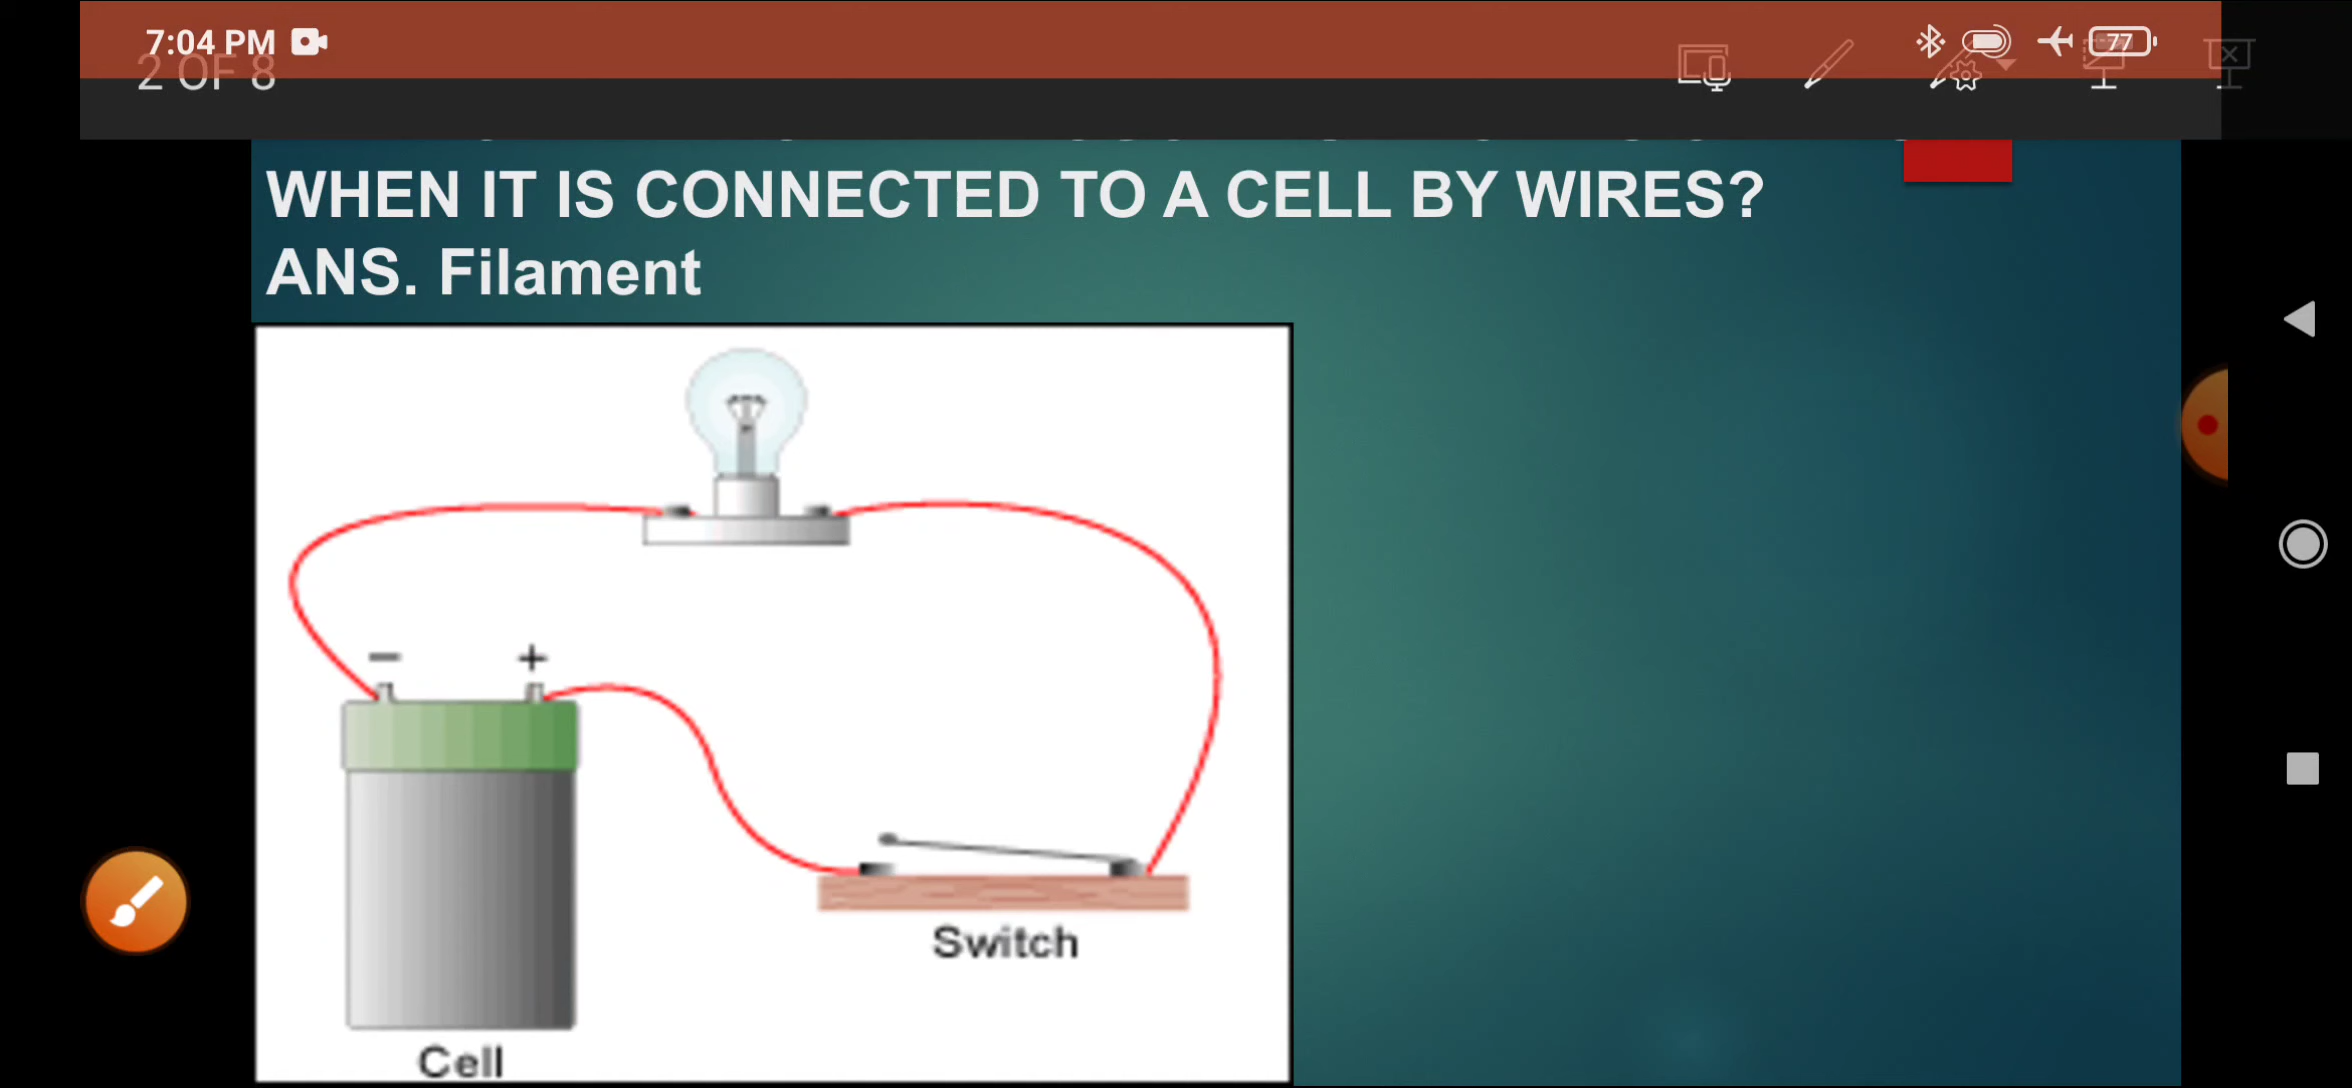 7:04 PM
77
2 OF 8
WHEN IT IS CONNECTED TO A CELL BY WIRES?
ANS. Filament
− +
Switch
Cell